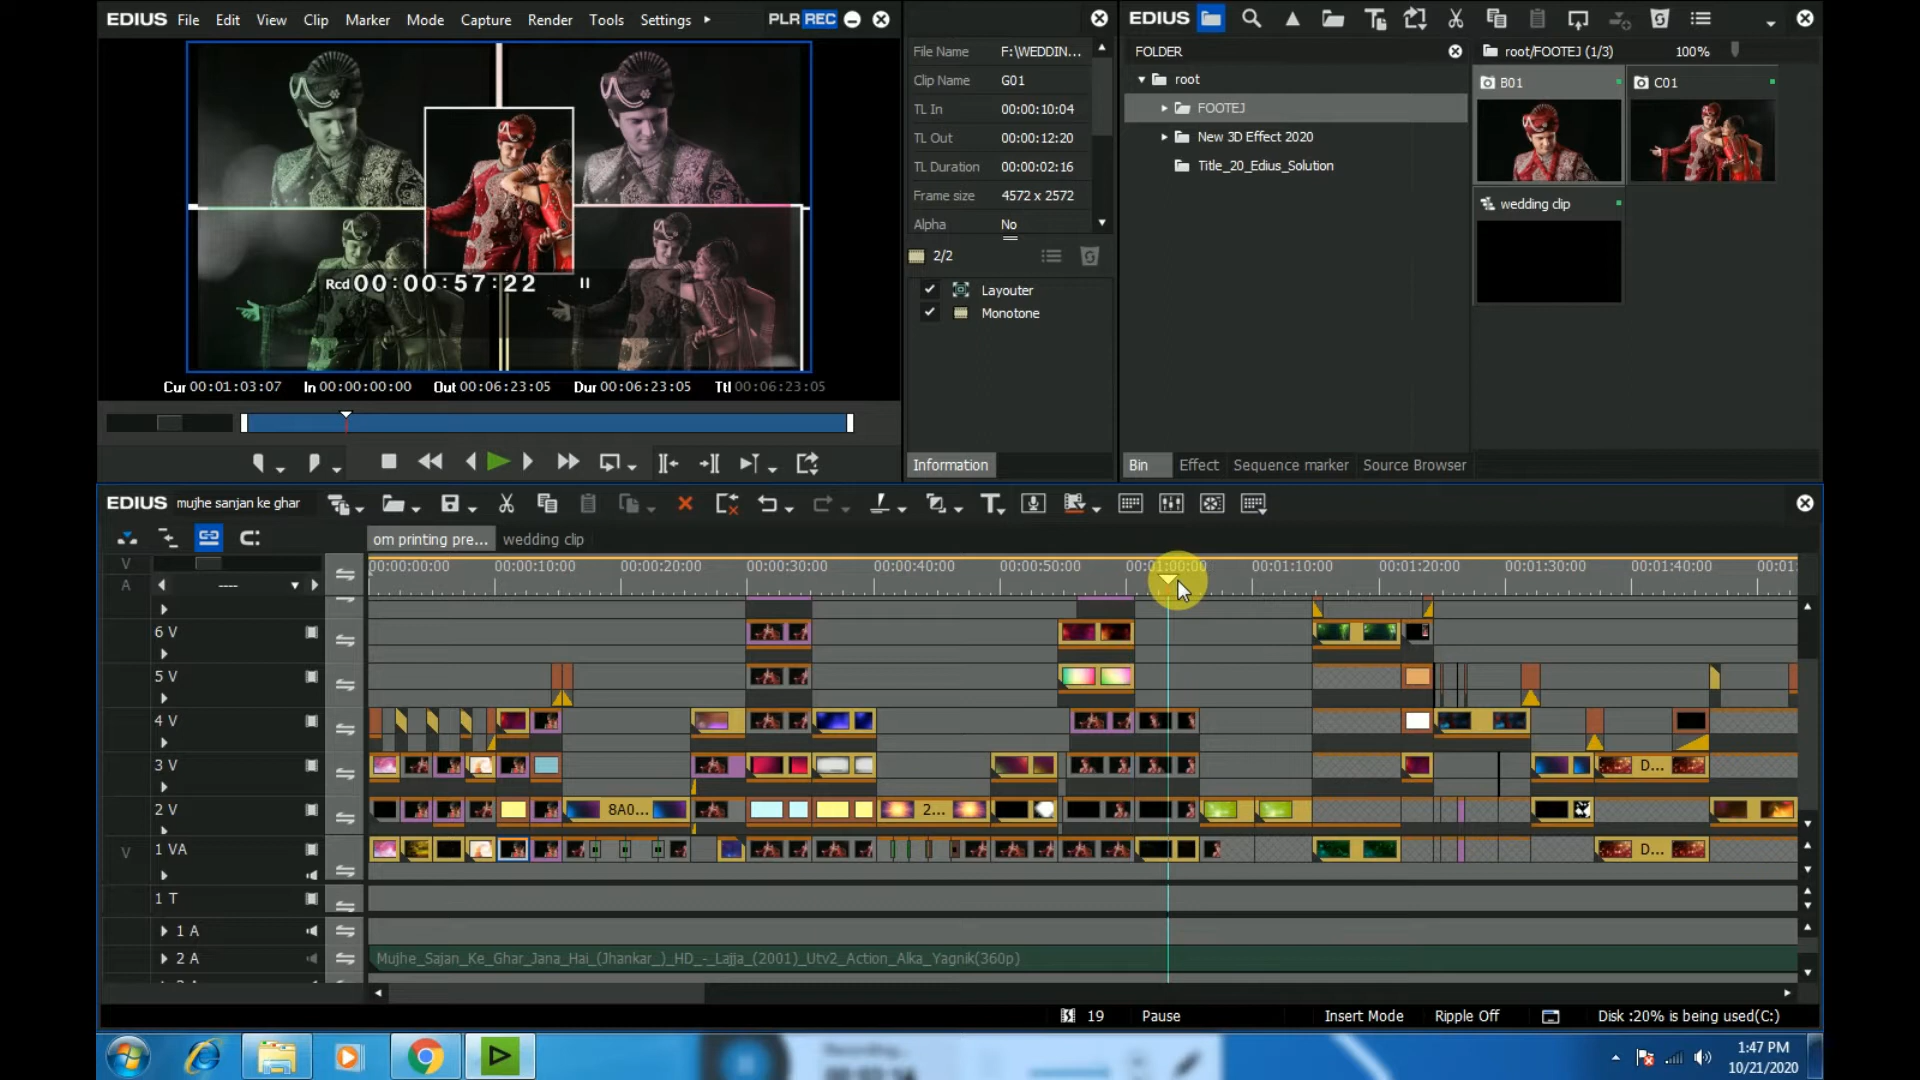 EDIUS File Edit View Clip Marker Mode Capture Render Tools Settings PLR REC
Rcd 00:00:57:22
Cur 00:01:03:07 In 00:00:00:00 Out 00:06:23:05 Dur 00:06:23:05 Ttl 00:06:23:05
File Name F:\WEDDIN...
Clip Name G01
TL In 00:00:10:04
TL Out 00:00:12:20
TL Duration 00:00:02:16
Frame size 4572 x 2572
Alpha No
2/2
Layouter
Monotone
Information
EDIUS
FOLDER
root
FOOTEJ
New 3D Effect 2020
Title_20_Edius_Solution
root/FOOTEJ (1/3) 100%
B01 C01
wedding clip
Bin Effect Sequence marker Source Browser
EDIUS mujhe sanjan ke ghar
om printing pre... wedding clip
V
A ----
00:00:00:00 00:00:10:00 00:00:20:00 00:00:30:00 00:00:40:00 00:00:50:00 00:01:00:00 00:01:10:00 00:01:20:00 00:01:30:00 00:01:40:00 00:01:
6 V
5 V
4 V
3 V D...
2 V 8A0... 2...
V 1 VA D...
1 T
1 A
2 A Mujhe_Sajan_Ke_Ghar_Jana_Hai_(Jhankar_)_HD_-_Lajja_(2001)_Utv2_Action_Alka_Yagnik(360p)
19 Pause Insert Mode Ripple Off Disk :20% is being used(C:)
1:47 PM
10/21/2020